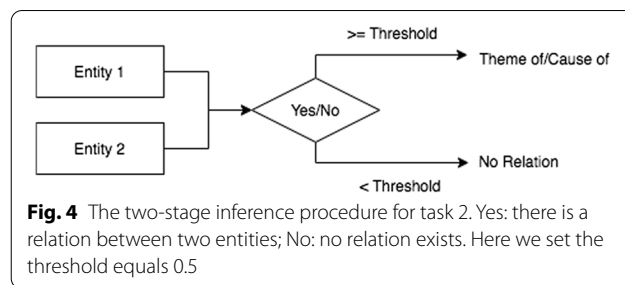 >= Threshold
Entity 1
Theme of/Cause of
Yes/No
Entity 2
No Relation
< Threshold
Fig. 4 The two-stage inference procedure for task 2. Yes: there is a
relation between two entities; No: no relation exists. Here we set the
threshold equals 0.5